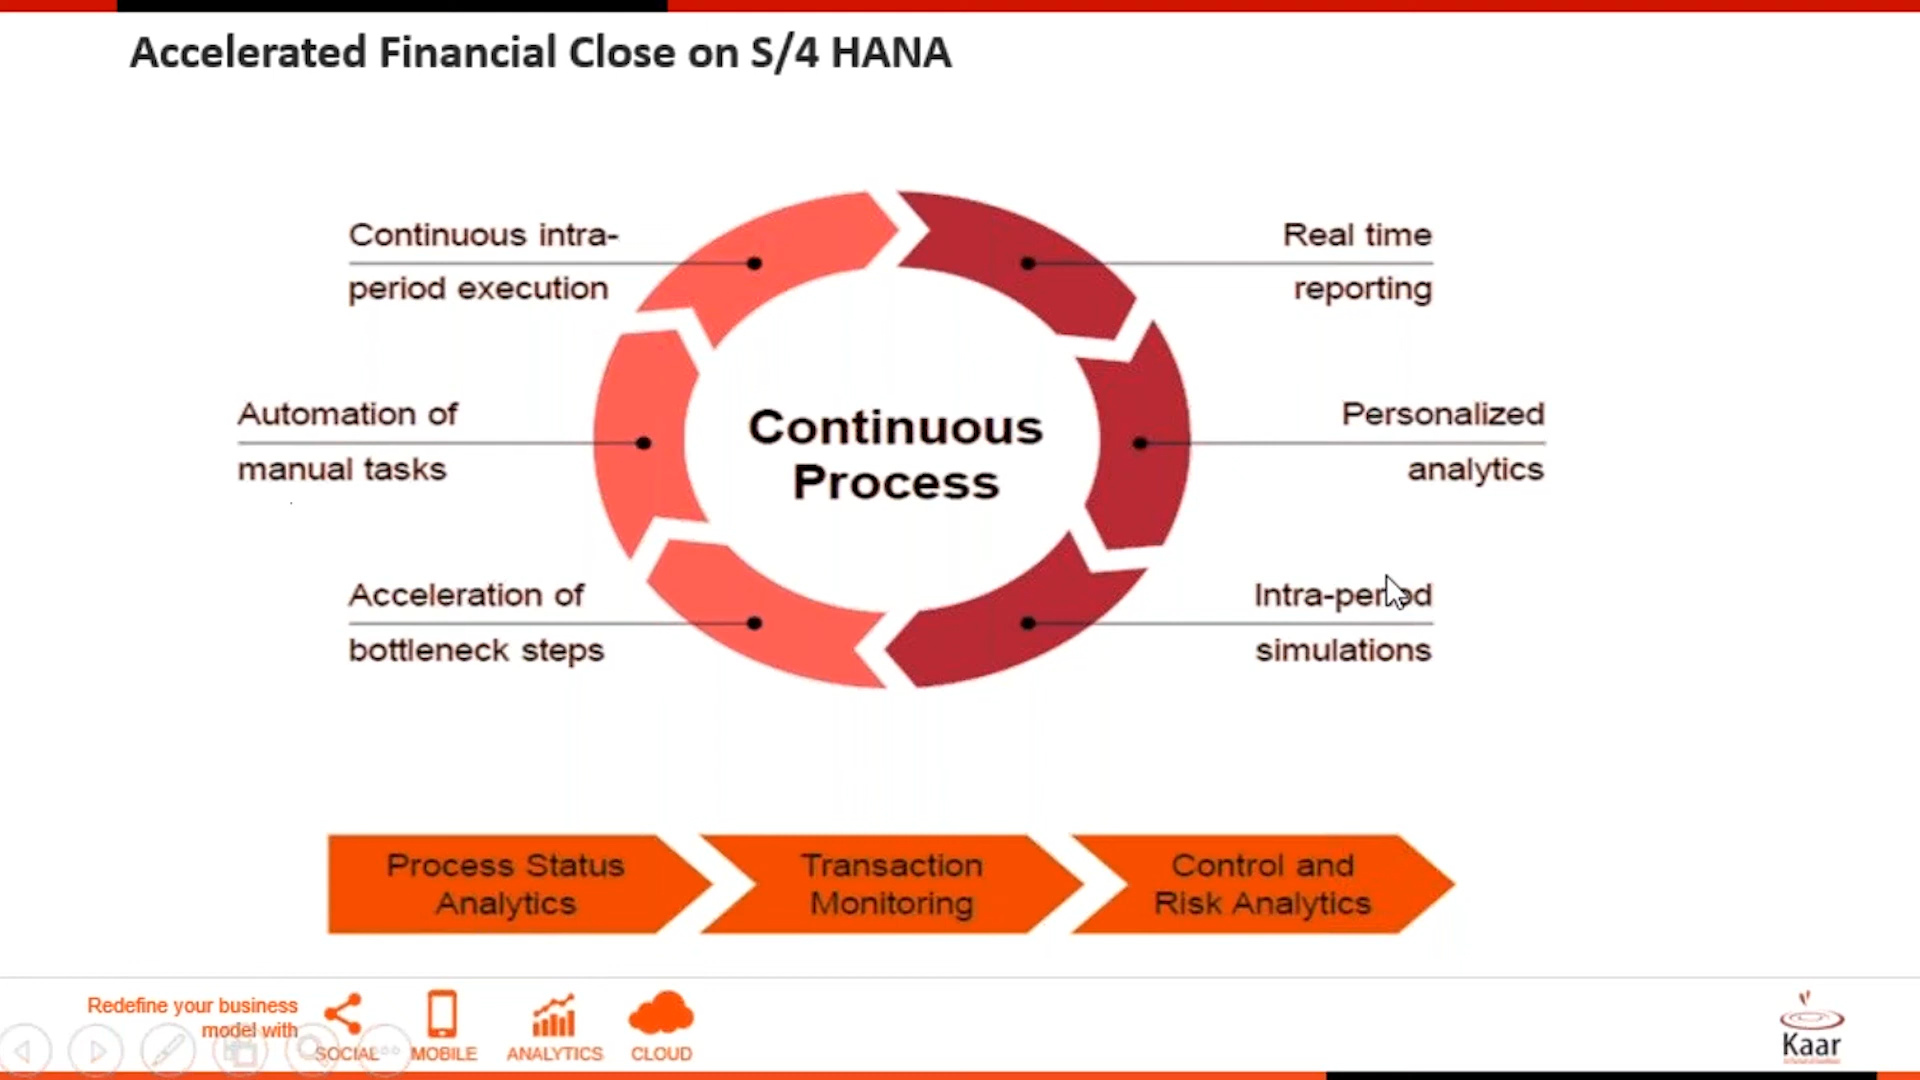 Accelerated Financial Close on S/4 HANA
Continuous intra-
period execution
Real time
reporting
Automation of
manual tasks
Continuous
Process
Personalized
analytics
Acceleration of
bottleneck steps
Intra-period
simulations
Process Status
Analytics
Transaction
Monitoring
Control and
Risk Analytics
Redefine your business
model with
SOCIAL
MOBILE
ANALYTICS
CLOUD
Kaar